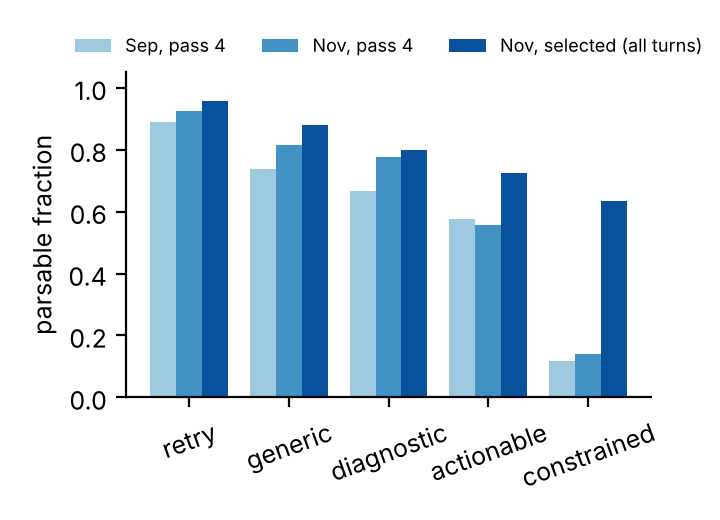 Sep, pass 4 Nov, pass 4 Nov, selected (all turns)
parsable fraction
1.0
0.8
0.6
0.4
0.2
0.0
retry generic diagnostic actionable constrained